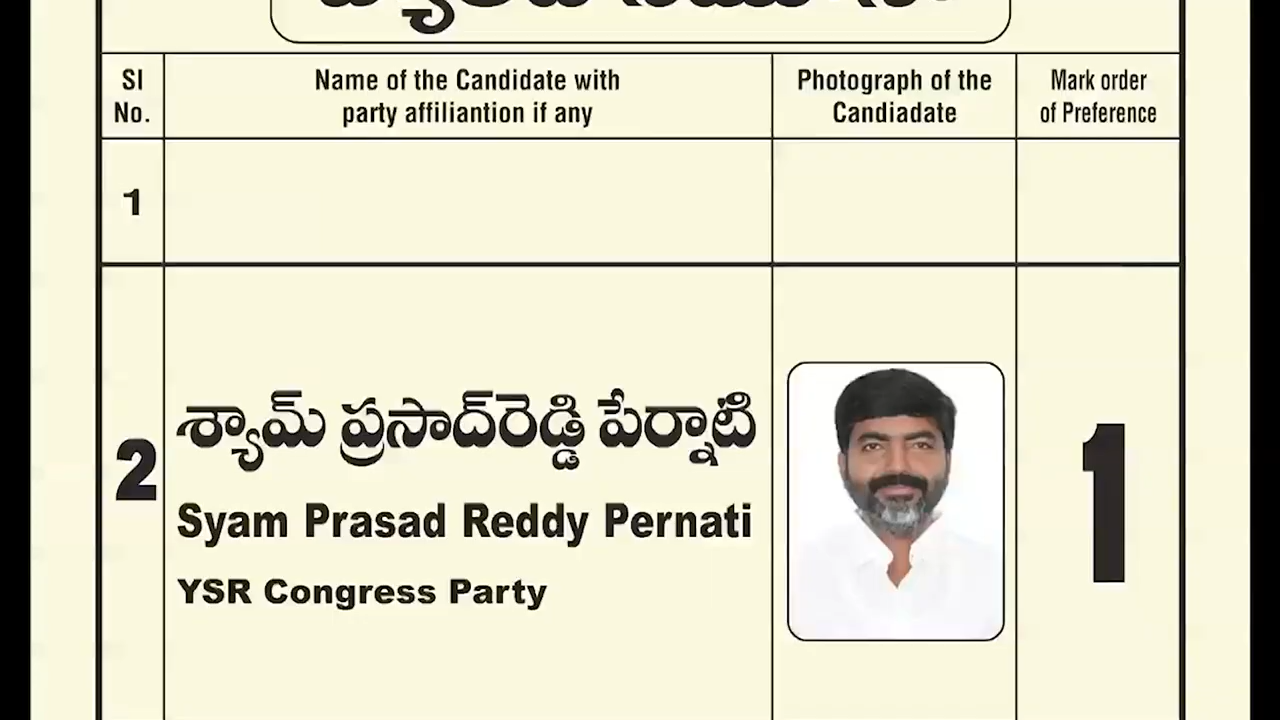 Sl
No.
Name of the Candidate with
party affiliantion if any
Photograph of the
Candiadate
Mark order
of Preference
1
2
శ్యామ్ ప్రసాద్‌రెడ్డి పేర్నాటి
Syam Prasad Reddy Pernati
YSR Congress Party
1